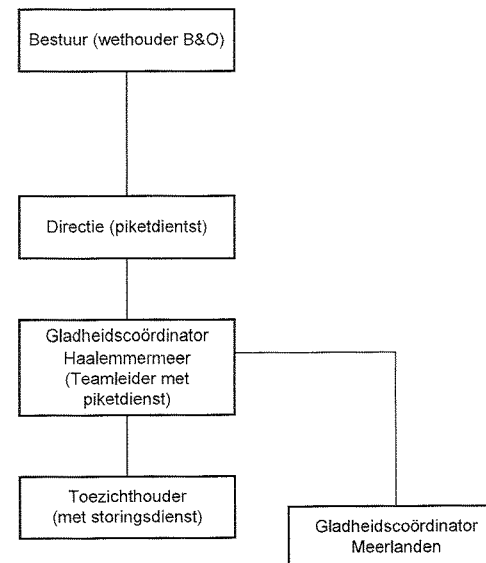 Bestuur (wethouder B&O)
Directie (piketdientst)
Gladheidscoördinator
Haalemmermeer
(Teamleider met
piketdienst)
Toezichthouder
(met storingsdienst)
Gladheidscoördinator
Meerlanden